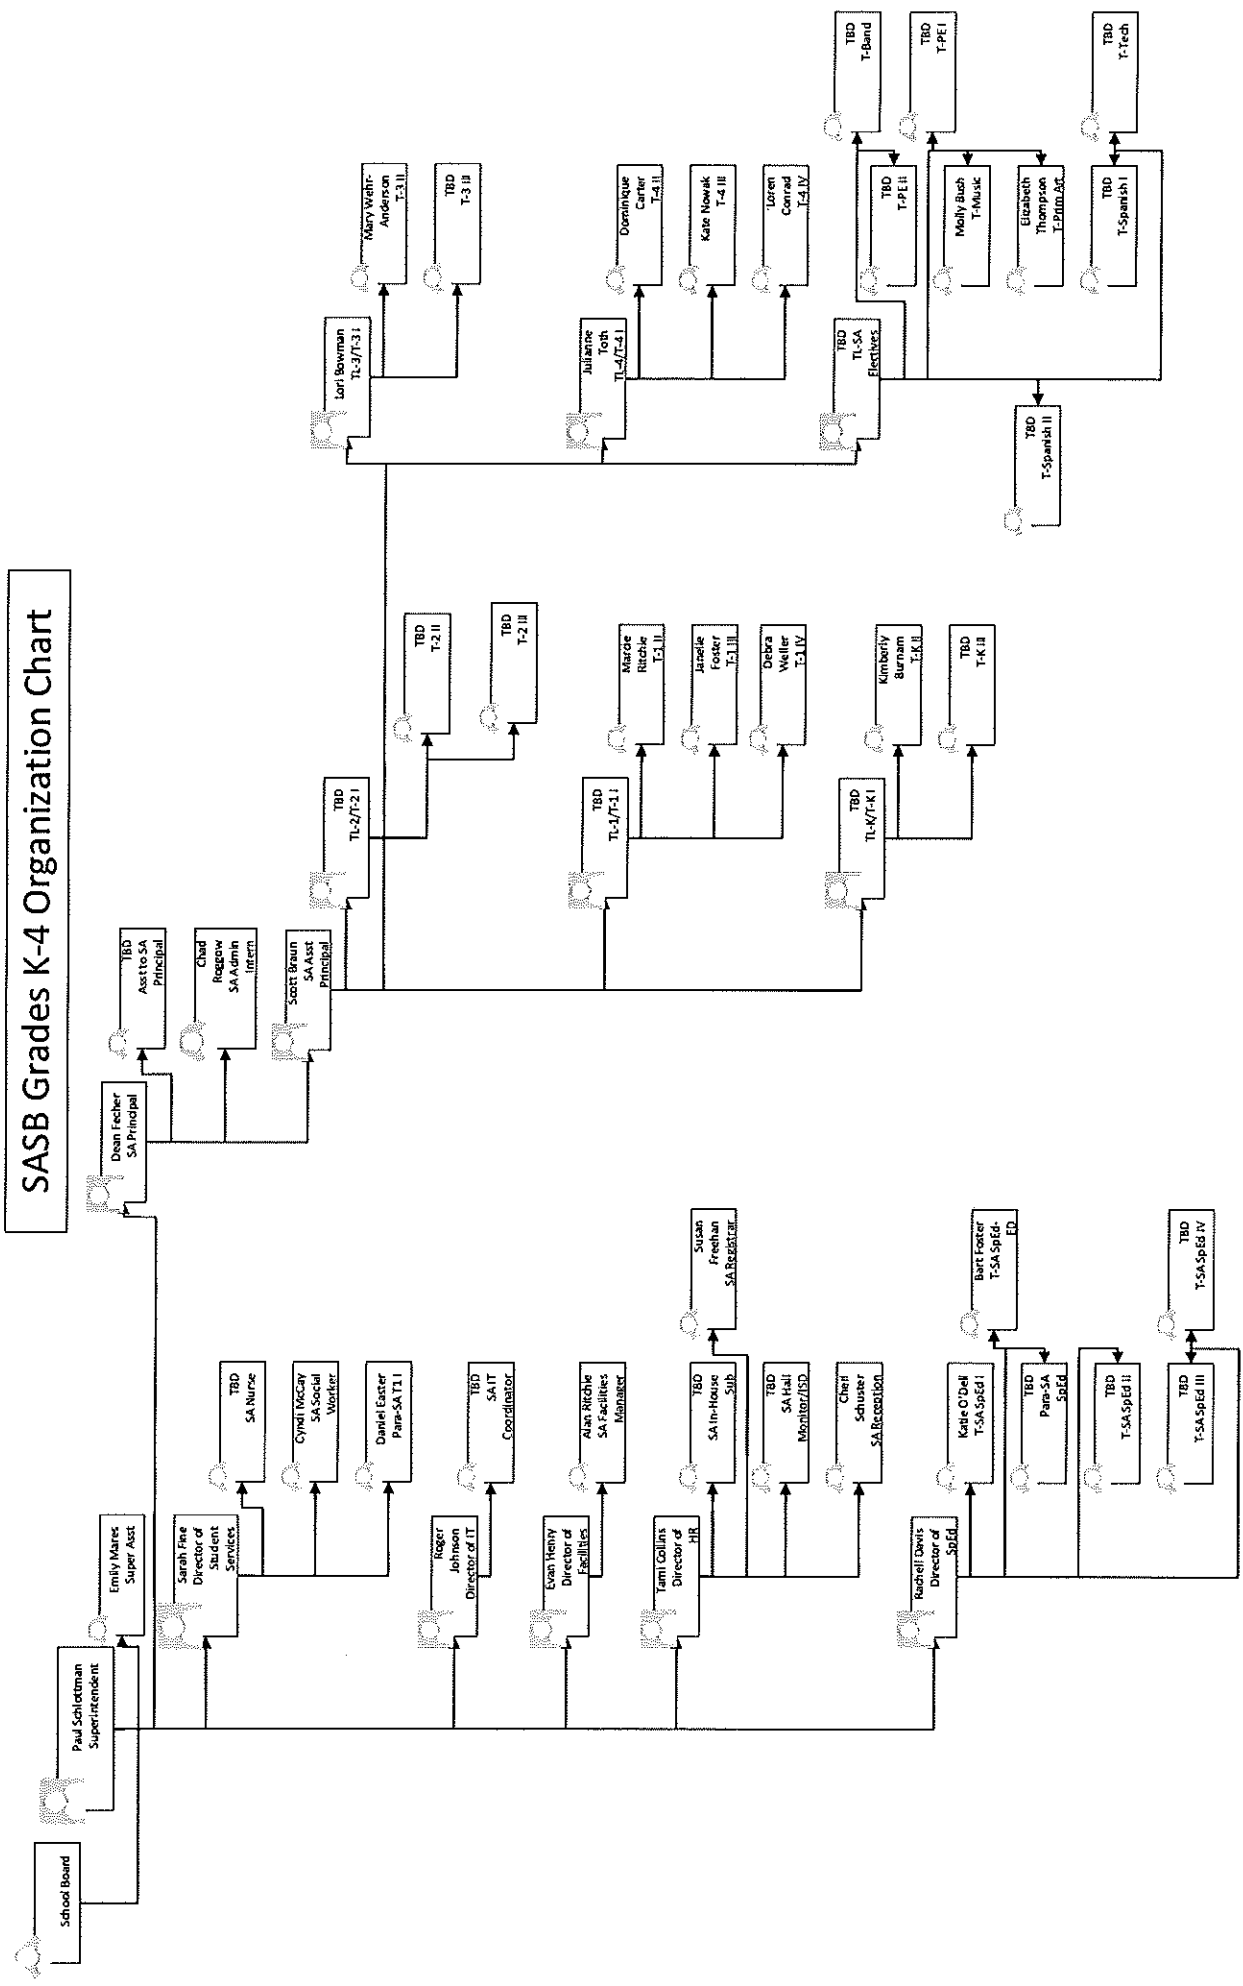 SASB Grades K-4 Organization Chart
School Board
Paul Schlottman
Superintendent
Emily Mares
Super Asst
Sarah Fine
Director of
Student
Services
TBD
SA Nurse
Cyndi McCay
SA Social
Worker
Daniel Easter
Para-SA T1 I
Roger
Johnson
Director of IT
TBD
SA IT
Coordinator
Evan Henry
Director of
Facilities
Alan Ritchie
SA Facilities
Manager
Tami Collins
Director of
HR
Susan
Freehan
SA Registrar
TBD
SA In-House
Sub
TBD
SA Hall
Monitor/ISD
Cheri
Schuster
SA Reception
Rachell Davis
Director of
SpEd
Katie O'Dell
T-SA SpEd I
Bart Foster
T-SA SpEd-
ED
TBD
Para-SA
SpEd
TBD
T-SA SpEd II
TBD
T-SA SpEd III
TBD
T-SA SpEd IV
Dean Fecher
SA Principal
TBD
Asst to SA
Principal
Chad
Roggow
SA Admin
Intern
Scott Braun
SA Asst
Principal
TBD
TL-2/T-2 I
TBD
T-2 II
TBD
T-2 III
TBD
TL-1/T-1 I
Marcie
Ritchie
T-1 II
Janelle
Foster
T-1 III
Debra
Weller
T-1 IV
TBD
TL-K/T-K I
Kimberly
Burnam
T-K II
TBD
T-K III
Lori Bowman
TL-3/T-3 I
Mary Wehr-
Anderson
T-3 II
TBD
T-3 III
Julianne
Toth
TL-4/T-4 I
Dominique
Carter
T-4 II
Kate Nowak
T-4 III
'Loren
Conrad
T-4 IV
TBD
TL-SA
Electives
TBD
T-Band
TBD
T-PE II
TBD
T-PE I
Molly Bush
T-Music
Elizabeth
Thompson
T-Prim Art
TBD
T-Spanish I
TBD
T-Tech
TBD
T-Spanish II